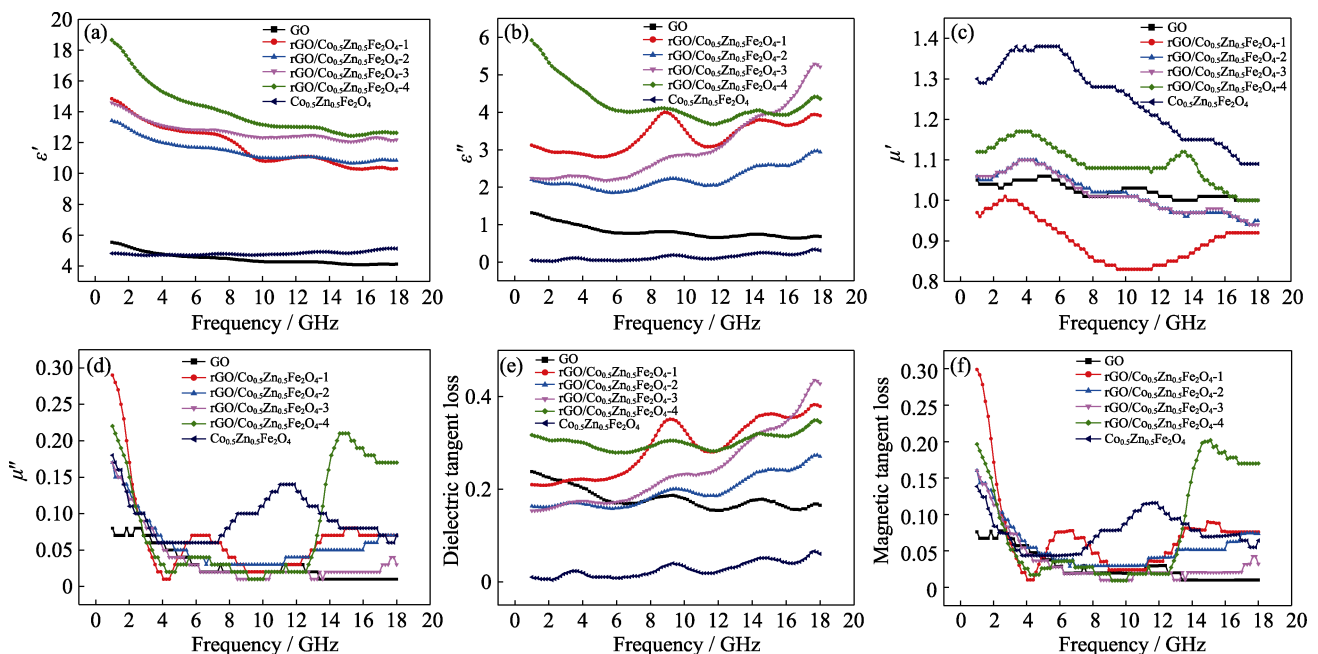 (a)
GO
rGO/Co0.5Zn0.5Fe2O4-1
rGO/Co0.5Zn0.5Fe2O4-2
rGO/Co0.5Zn0.5Fe2O4-3
rGO/Co0.5Zn0.5Fe2O4-4
Co0.5Zn0.5Fe2O4
20
18
16
14
12
10
8
6
4
ε′
0 2 4 6 8 10 12 14 16 18 20
Frequency / GHz
(b)
GO
rGO/Co0.5Zn0.5Fe2O4-1
rGO/Co0.5Zn0.5Fe2O4-2
rGO/Co0.5Zn0.5Fe2O4-3
rGO/Co0.5Zn0.5Fe2O4-4
Co0.5Zn0.5Fe2O4
6
5
4
3
2
1
0
ε″
0 2 4 6 8 10 12 14 16 18 20
Frequency / GHz
(c)
GO
rGO/Co0.5Zn0.5Fe2O4-1
rGO/Co0.5Zn0.5Fe2O4-2
rGO/Co0.5Zn0.5Fe2O4-3
rGO/Co0.5Zn0.5Fe2O4-4
Co0.5Zn0.5Fe2O4
1.4
1.3
1.2
1.1
1.0
0.9
0.8
μ′
0 2 4 6 8 10 12 14 16 18 20
Frequency / GHz
(d)
GO
rGO/Co0.5Zn0.5Fe2O4-1
rGO/Co0.5Zn0.5Fe2O4-2
rGO/Co0.5Zn0.5Fe2O4-3
rGO/Co0.5Zn0.5Fe2O4-4
Co0.5Zn0.5Fe2O4
0.30
0.25
0.20
0.15
0.10
0.05
0
μ″
0 2 4 6 8 10 12 14 16 18 20
Frequency / GHz
(e)
GO
rGO/Co0.5Zn0.5Fe2O4-1
rGO/Co0.5Zn0.5Fe2O4-2
rGO/Co0.5Zn0.5Fe2O4-3
rGO/Co0.5Zn0.5Fe2O4-4
Co0.5Zn0.5Fe2O4
0.4
0.2
0
Dielectric tangent loss
0 2 4 6 8 10 12 14 16 18 20
Frequency / GHz
(f)
GO
rGO/Co0.5Zn0.5Fe2O4-1
rGO/Co0.5Zn0.5Fe2O4-2
rGO/Co0.5Zn0.5Fe2O4-3
rGO/Co0.5Zn0.5Fe2O4-4
Co0.5Zn0.5Fe2O4
0.30
0.25
0.20
0.15
0.10
0.05
0
Magnetic tangent loss
0 2 4 6 8 10 12 14 16 18 20
Frequency / GHz